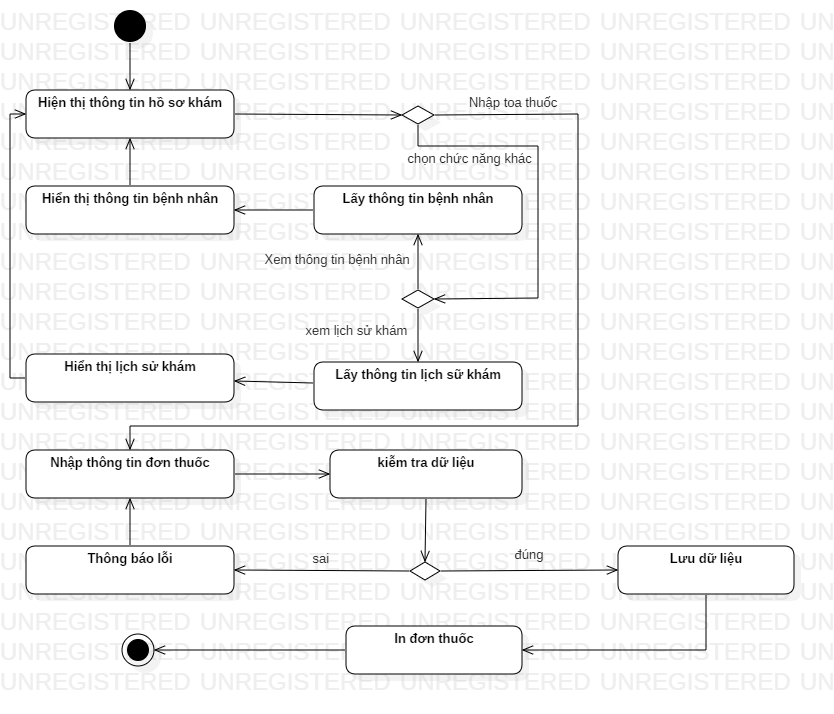 Hiện thị thông tin hồ sơ khám
Nhập toa thuốc
chọn chức năng khác
Hiển thị thông tin bệnh nhân
Lấy thông tin bệnh nhân
Xem thông tin bệnh nhân
xem lịch sử khám
Hiển thị lịch sử khám
Lấy thông tin lịch sữ khám
Nhập thông tin đơn thuốc
kiểm tra dữ liệu
Thông báo lỗi
sai
đúng
Lưu dữ liệu
In đơn thuốc
UNREGISTERED